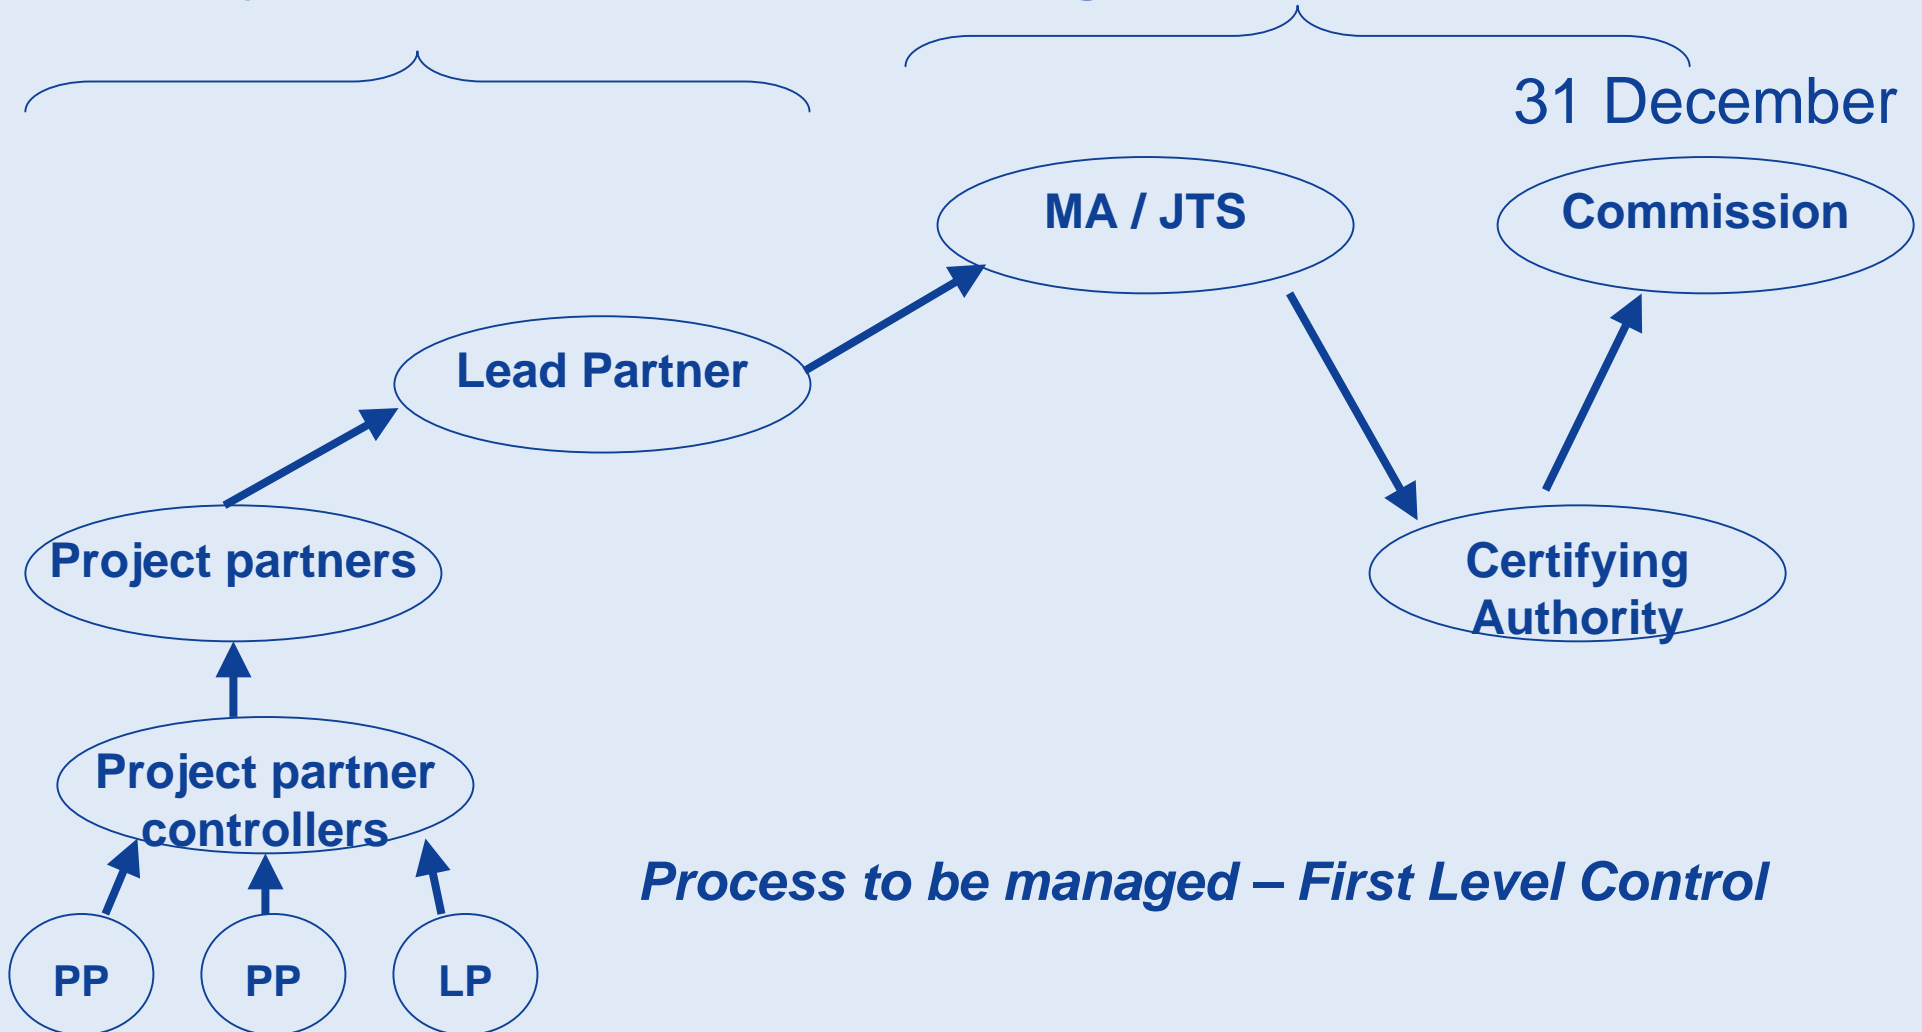 31 December
MA / JTS
Commission
Lead Partner
Project partners
Certifying
Authority
Project partner
controllers
Process to be managed – First Level Control
PP
PP
LP